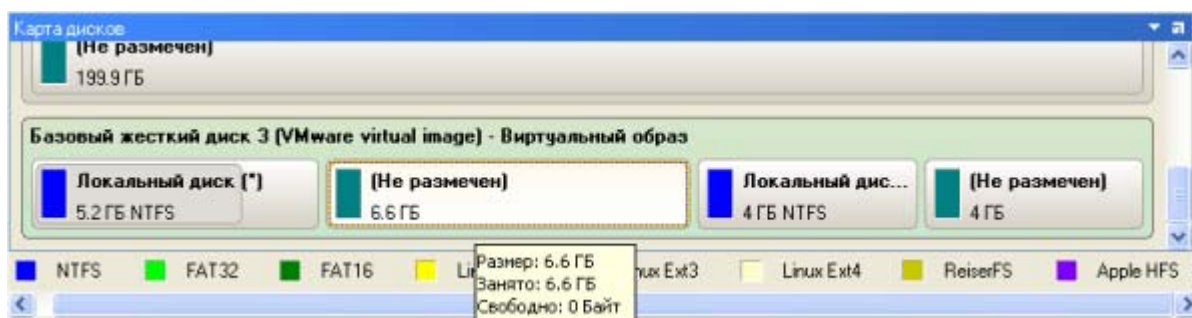 Карта дисков
(Не размечен)
199.9 ГБ
Базовый жесткий диск 3 (VMware virtual image) - Виртуальный образ
Локальный диск (*)
5.2 ГБ NTFS
(Не размечен)
6.6 ГБ
Локальный дис...
4 ГБ NTFS
(Не размечен)
4 ГБ
NTFS FAT32 FAT16 Ext3 Linux Ext4 ReiserFS Apple HFS
Размер: 6.6 ГБ
Занято: 6.6 ГБ
Свободно: 0 Байт